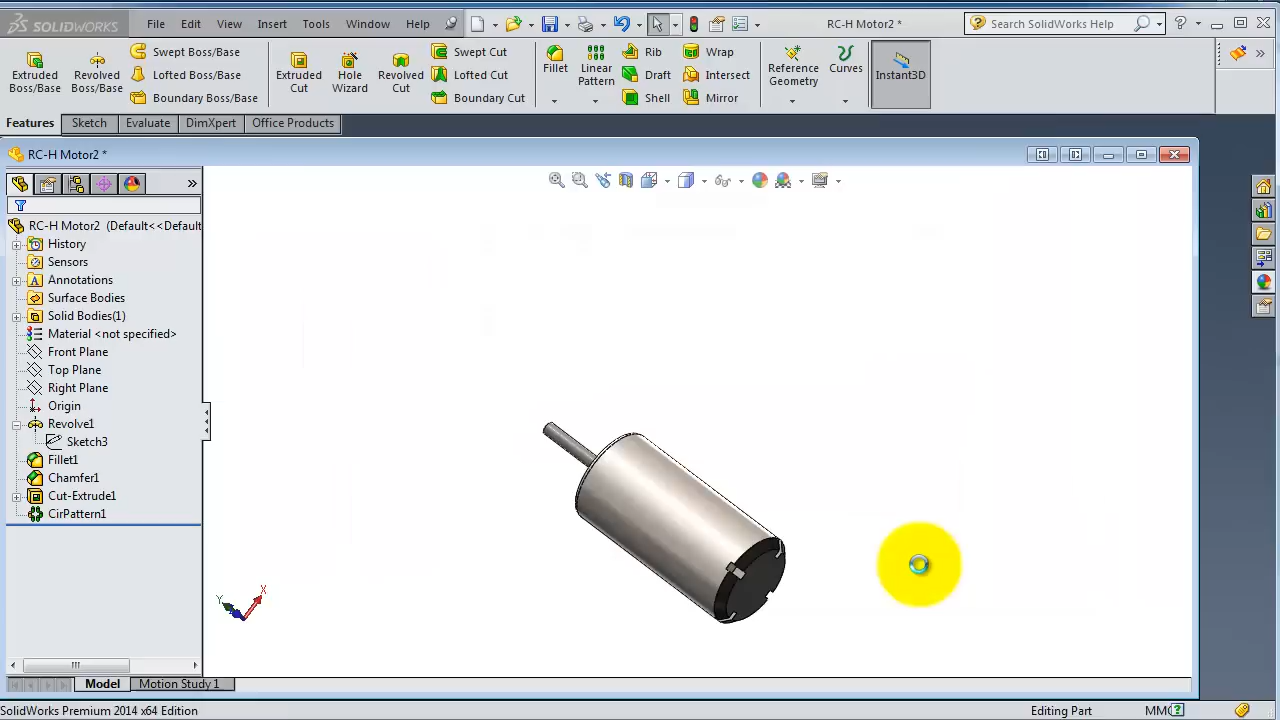 SOLIDWORKS File Edit View Insert Tools Window Help RC-H Motor2 * Search SolidWorks Help
Extruded Boss/Base
Revolved Boss/Base
Swept Boss/Base
Lofted Boss/Base
Boundary Boss/Base
Extruded Cut
Hole Wizard
Revolved Cut
Swept Cut
Lofted Cut
Boundary Cut
Fillet
Linear Pattern
Rib
Draft
Shell
Wrap
Intersect
Mirror
Reference Geometry
Curves
Instant3D
Features Sketch Evaluate DimXpert Office Products
RC-H Motor2 *
RC-H Motor2 (Default<<Default
History
Sensors
Annotations
Surface Bodies
Solid Bodies(1)
Material <not specified>
Front Plane
Top Plane
Right Plane
Origin
Revolve1
Sketch3
Fillet1
Chamfer1
Cut-Extrude1
CirPattern1
Y X
Model Motion Study 1
SolidWorks Premium 2014 x64 Edition Editing Part